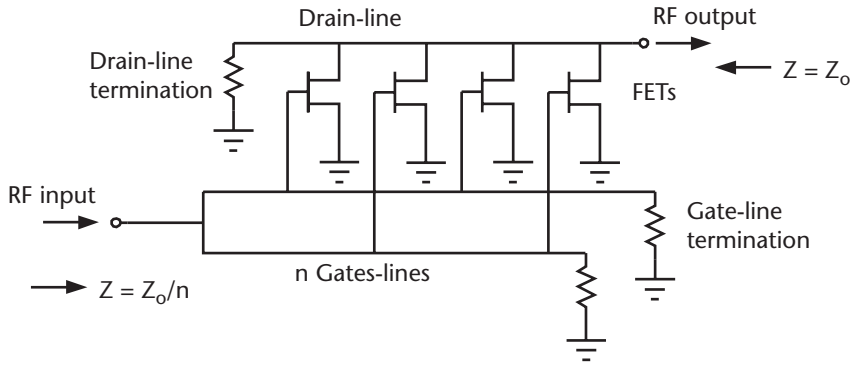 Drain-line
RF output
Drain-line
termination
Z = Zₒ
FETs
RF input
Gate-line
termination
n Gates-lines
Z = Zₒ/n